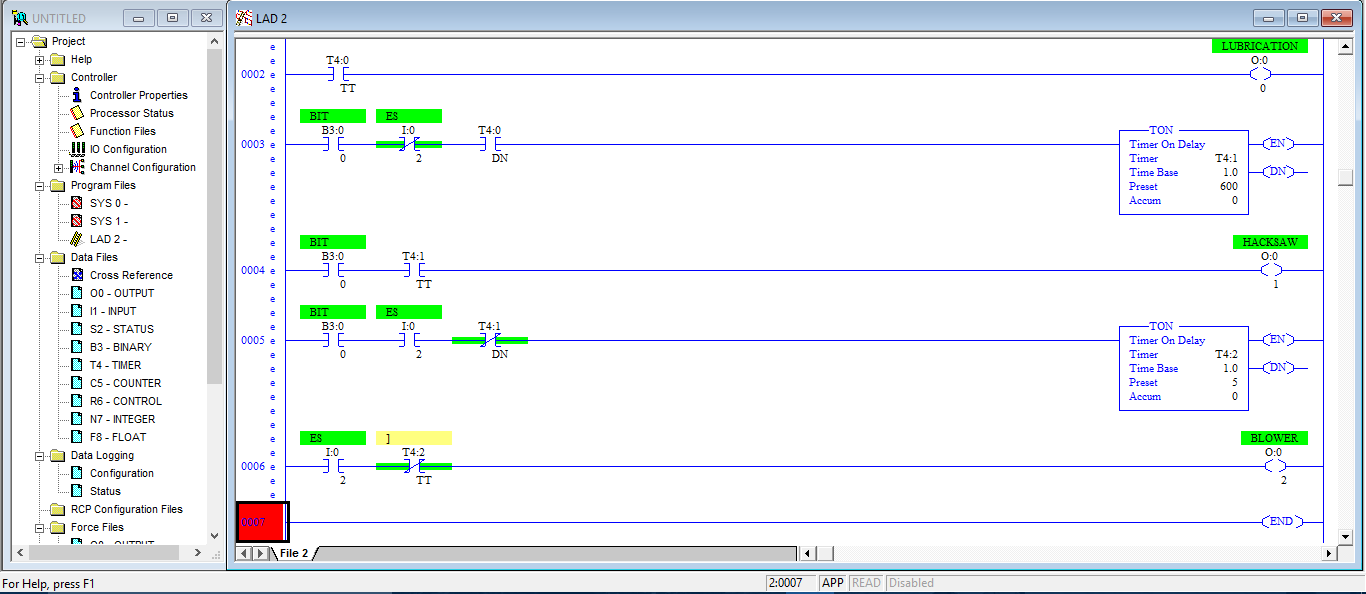 UNTITLED
Project
Help
Controller
Controller Properties
Processor Status
Function Files
IO Configuration
Channel Configuration
Program Files
SYS 0 -
SYS 1 -
LAD 2 -
Data Files
Cross Reference
O0 - OUTPUT
I1 - INPUT
S2 - STATUS
B3 - BINARY
T4 - TIMER
C5 - COUNTER
R6 - CONTROL
N7 - INTEGER
F8 - FLOAT
Data Logging
Configuration
Status
RCP Configuration Files
Force Files
O0 - OUTPUT
LAD 2
e
LUBRICATION
T4:0 O:0
0002 e
e TT 0
e
e BIT ES
e B3:0 I:0 T4:0 TON
0003 e Timer On Delay EN
e 0 2 DN Timer T4:1
e Time Base 1.0 DN
e Preset 600
e Accum 0
e
e
e BIT HACKSAW
e B3:0 T4:1 O:0
0004 e
e 0 TT 1
e
e BIT ES
e B3:0 I:0 T4:1 TON
0005 e Timer On Delay EN
e 0 2 DN Timer T4:2
e Time Base 1.0 DN
e Preset 5
e Accum 0
e
e
e ES ] BLOWER
e I:0 T4:2 O:0
0006 e
e 2 TT 2
e
0007 END
File 2
For Help, press F1
2:0007 APP READ Disabled